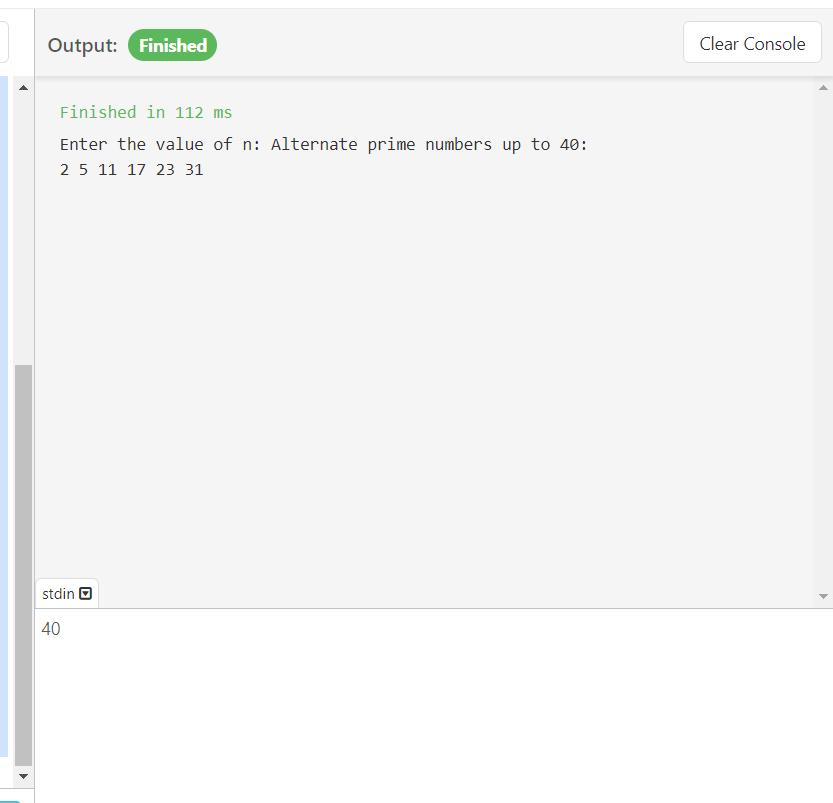 Output: Finished Clear Console
Finished in 112 ms
Enter the value of n: Alternate prime numbers up to 40:
2 5 11 17 23 31
stdin
40